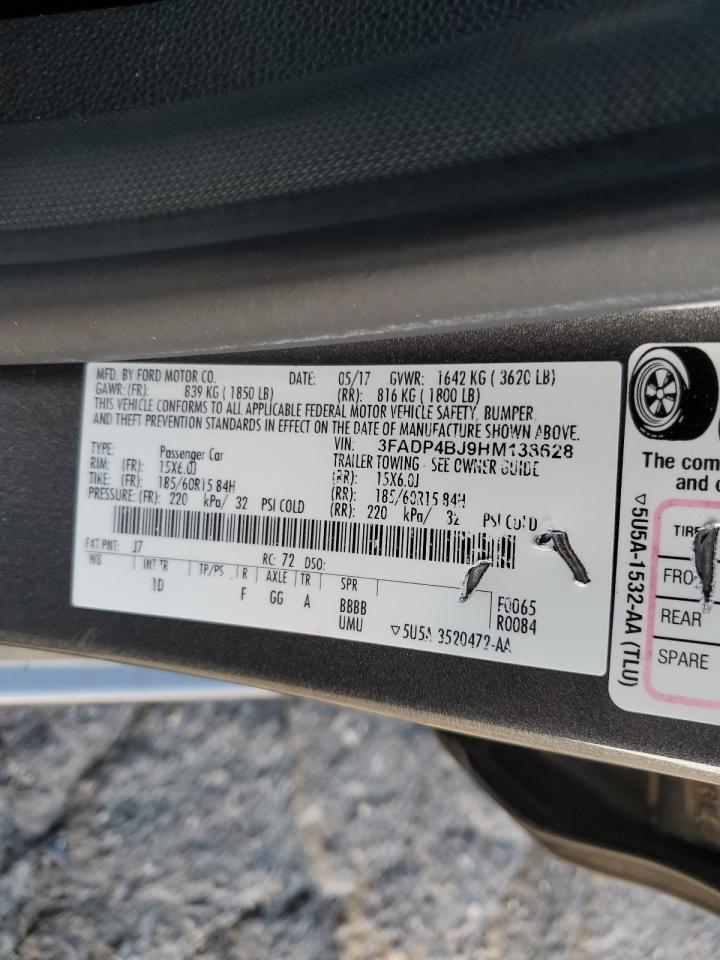 MFD. BY FORD MOTOR CO. DATE: 05/17 GVWR: 1642 KG ( 3620 LB)
GAWR: (FR): 839 KG ( 1850 LB) (RR): 816 KG ( 1800 LB)
THIS VEHICLE CONFORMS TO ALL APPLICABLE FEDERAL MOTOR VEHICLE SAFETY, BUMPER,
AND THEFT PREVENTION STANDARDS IN EFFECT ON THE DATE OF MANUFACTURE SHOWN ABOVE.
VIN: 3FADP4BJ9HM133628
TYPE: Passenger Car TRAILER TOWING - SEE OWNER GUIDE
RIM: (FR): 15X6.0J (RR): 15X6.0J
TIRE: (FR): 185/60R15 84H (RR): 185/60R15 84H
PRESSURE: (FR): 220 kPa/ 32 PSI COLD (RR): 220 kPa/ 32 PSI COLD
EXT PNT: J7 RC: 72 DSO:
WB INT TR TP/PS R AXLE TR SPR
1D F GG A BBBB F0065
UMU R0084
▽5U5A 3520472-AA
The com
and c
TIRE
FRO
REAR
SPARE
▽5U5A-1532-AA (TLU)